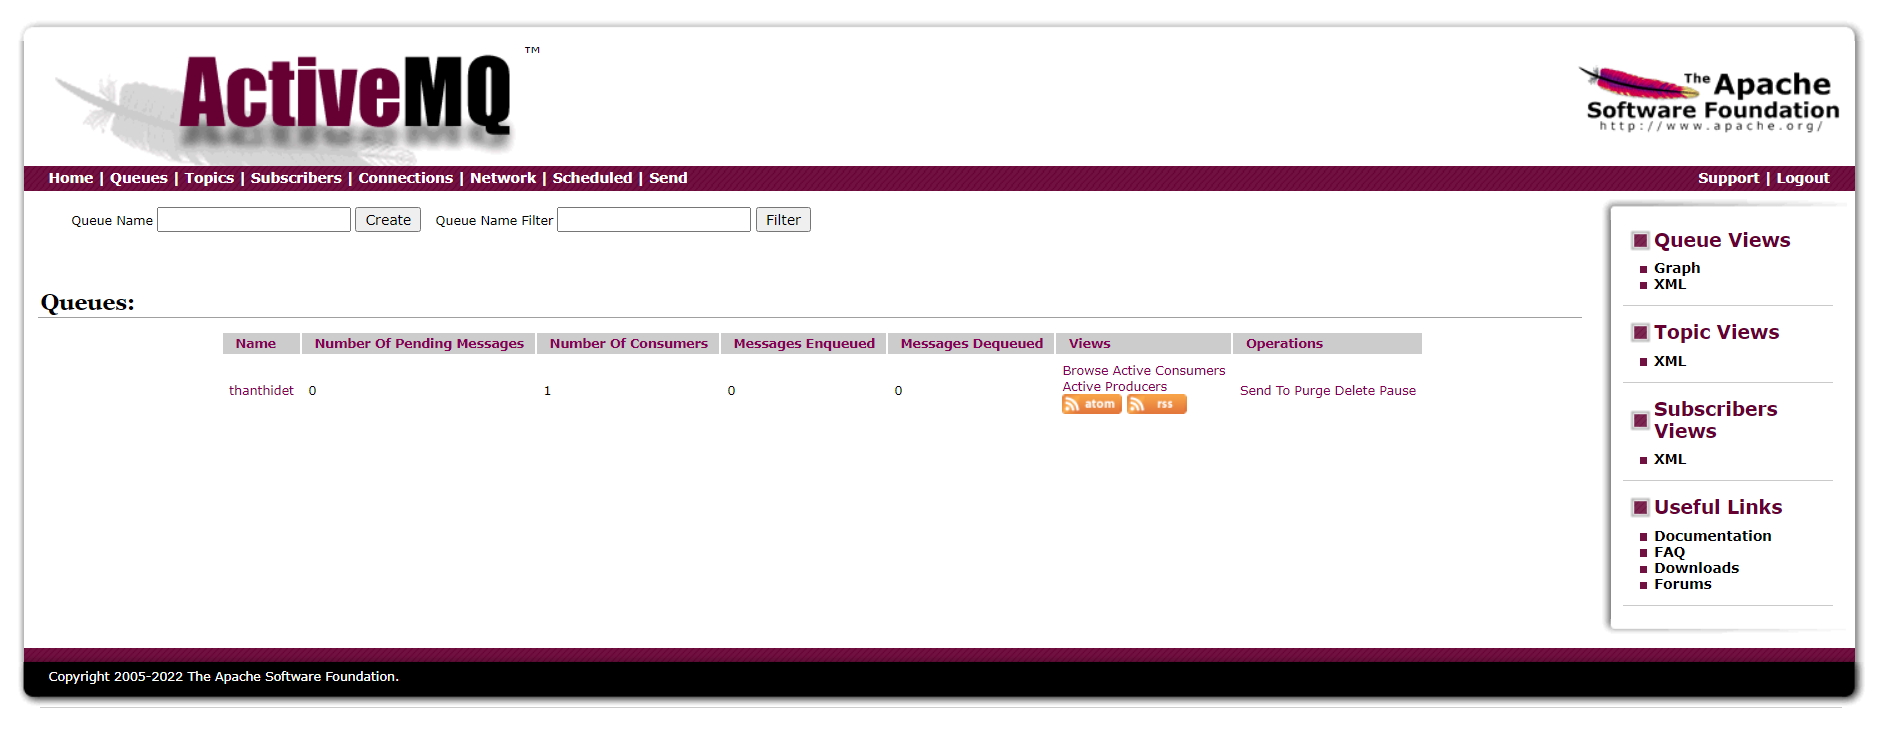 ActiveMQ ™
The Apache
Software Foundation
http://www.apache.org/
Home | Queues | Topics | Subscribers | Connections | Network | Scheduled | Send
Support | Logout
Queue Name Create Queue Name Filter Filter
Queues:
Name Number Of Pending Messages Number Of Consumers Messages Enqueued Messages Dequeued Views Operations
thanthidet 0 1 0 0
Browse Active Consumers
Active Producers
atom rss
Send To Purge Delete Pause
Queue Views
Graph
XML
Topic Views
XML
Subscribers
Views
XML
Useful Links
Documentation
FAQ
Downloads
Forums
Copyright 2005-2022 The Apache Software Foundation.